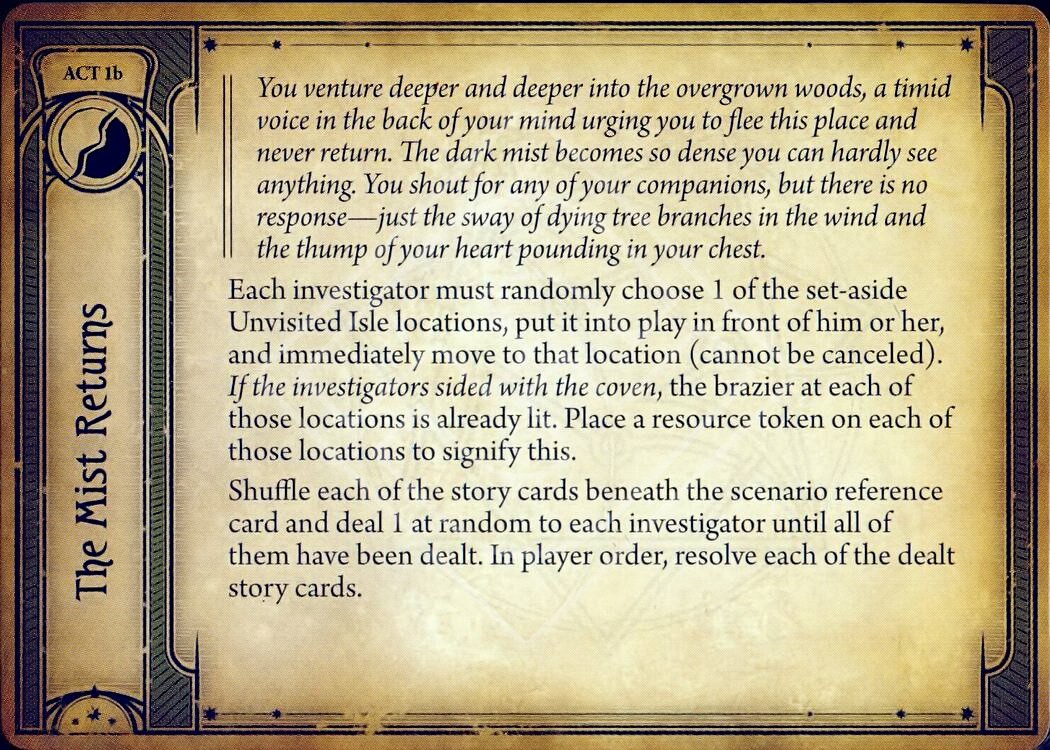 ACT 1b
The Mist Returns
You venture deeper and deeper into the overgrown woods, a timid
voice in the back of your mind urging you to flee this place and
never return. The dark mist becomes so dense you can hardly see
anything. You shout for any of your companions, but there is no
response—just the sway of dying tree branches in the wind and
the thump of your heart pounding in your chest.
Each investigator must randomly choose 1 of the set-aside
Unvisited Isle locations, put it into play in front of him or her,
and immediately move to that location (cannot be canceled).
If the investigators sided with the coven, the brazier at each of
those locations is already lit. Place a resource token on each of
those locations to signify this.
Shuffle each of the story cards beneath the scenario reference
card and deal 1 at random to each investigator until all of
them have been dealt. In player order, resolve each of the dealt
story cards.